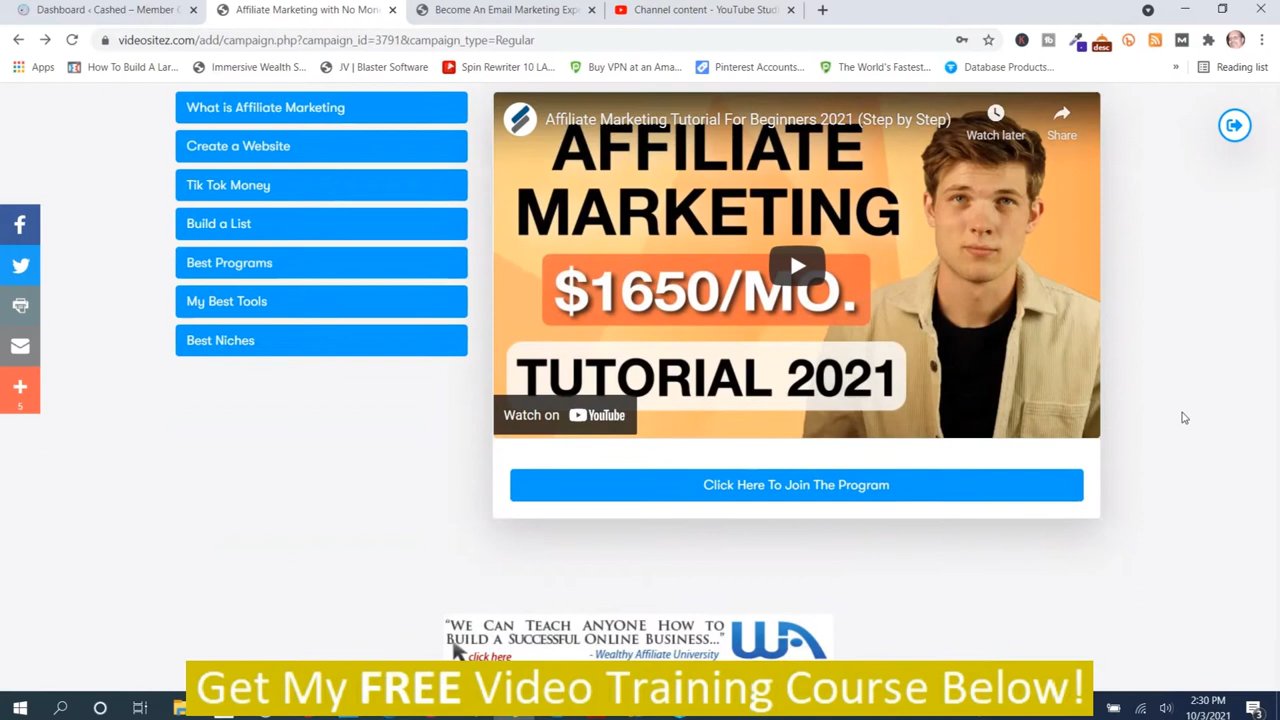 Dashboard ‹ Cashed – Member
Affiliate Marketing with No Mon
Become An Email Marketing Exp
Channel content - YouTube Stud
videositez.com/add/campaign.php?campaign_id=3791&campaign_type=Regular
desc
Apps
How To Build A Lar...
Immersive Wealth S...
JV | Blaster Software
Spin Rewriter 10 LA...
Buy VPN at an Ama...
Pinterest Accounts...
The World's Fastest...
Database Products...
»
Reading list
What is Affiliate Marketing
Create a Website
Tik Tok Money
Build a List
Best Programs
My Best Tools
Best Niches
5
Affiliate Marketing Tutorial For Beginners 2021 (Step by Step)
Watch later
Share
AFFILIATE
MARKETING
$1650/MO.
TUTORIAL 2021
Watch on YouTube
Click Here To Join The Program
"WE CAN TEACH ANYONE HOW TO
BUILD A SUCCESSFUL ONLINE BUSINESS..."
click here - Wealthy Affiliate University
WA
Get My FREE Video Training Course Below!
2:30 PM
10/3/2021
3